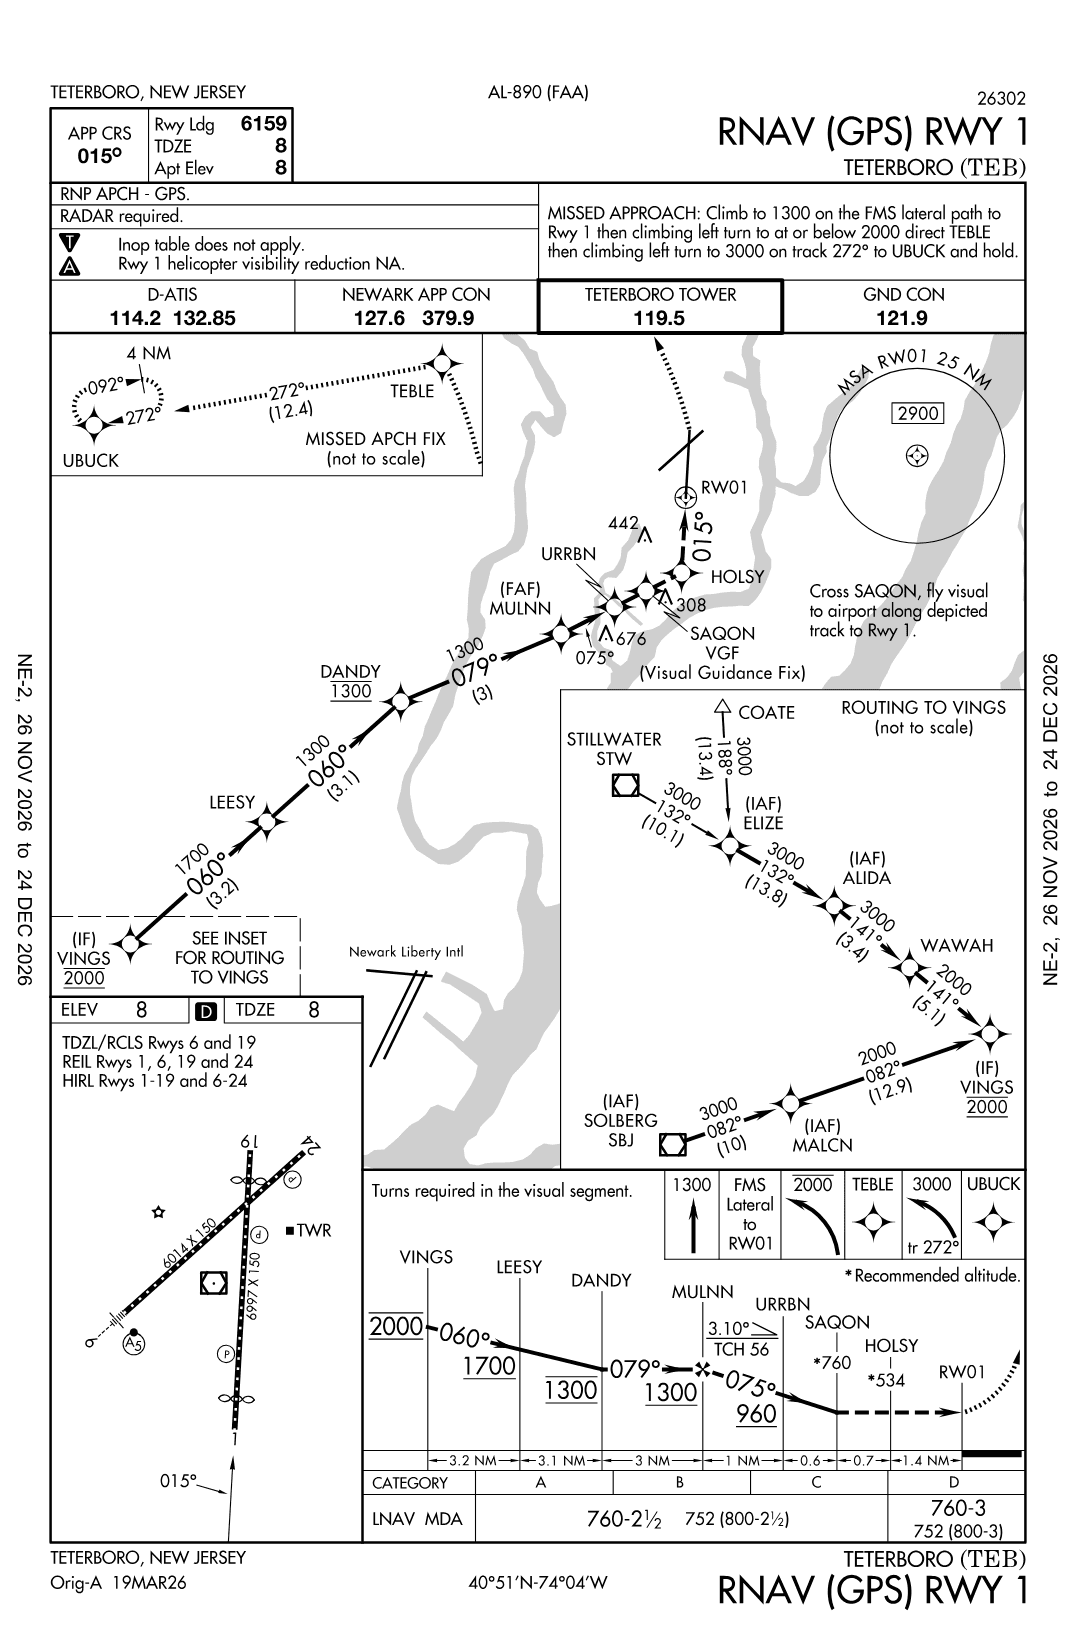 TETERBORO, NEW JERSEY
AL-890 (FAA)
26302
APP CRS
015°
Rwy Ldg 6159
TDZE 8
Apt Elev 8
RNAV (GPS) RWY 1
TETERBORO (TEB)
RNP APCH - GPS.
RADAR required.
T
A
Inop table does not apply.
Rwy 1 helicopter visibility reduction NA.
MISSED APPROACH: Climb to 1300 on the FMS lateral path to
Rwy 1 then climbing left turn to at or below 2000 direct TEBLE
then climbing left turn to 3000 on track 272° to UBUCK and hold.
D-ATIS
114.2 132.85
NEWARK APP CON
127.6 379.9
TETERBORO TOWER
119.5
GND CON
121.9
4 NM
092°
272°
UBUCK
272°
(12.4)
TEBLE
MISSED APCH FIX
(not to scale)
MSA RW01 25 NM
2900
RW01
442
015°
URRBN
HOLSY
(FAF)
MULNN
308
676
075°
SAQON
VGF
(Visual Guidance Fix)
Cross SAQON, fly visual
to airport along depicted
track to Rwy 1.
1300
079°
(3)
DANDY
1300
1300
060°
(3.1)
LEESY
1700
060°
(3.2)
(IF)
VINGS
2000
SEE INSET
FOR ROUTING
TO VINGS
Newark Liberty Intl
ROUTING TO VINGS
(not to scale)
COATE
3000
188°
(13.4)
STILLWATER
STW
3000
132°
(10.1)
(IAF)
ELIZE
3000
132°
(13.8)
(IAF)
ALIDA
3000
141°
(3.4)
WAWAH
2000
141°
(5.1)
(IF)
VINGS
2000
2000
082°
(12.9)
(IAF)
MALCN
3000
082°
(10)
(IAF)
SOLBERG
SBJ
NE-2, 26 NOV 2026 to 24 DEC 2026
NE-2, 26 NOV 2026 to 24 DEC 2026
ELEV 8
D
TDZE 8
TDZL/RCLS Rwys 6 and 19
REIL Rwys 1, 6, 19 and 24
HIRL Rwys 1-19 and 6-24
19
24
P
P
TWR
6014 X 150
6997 X 150
6
A5
P
1
015°
Turns required in the visual segment.
1300
FMS
Lateral
to
RW01
2000
TEBLE
3000
tr 272°
UBUCK
*Recommended altitude.
VINGS
LEESY
DANDY
MULNN
URRBN
SAQON
HOLSY
RW01
3.10°
TCH 56
*760
*534
2000
060°
1700
1300
079°
1300
075°
960
3.2 NM
3.1 NM
3 NM
1 NM
0.6
0.7
1.4 NM
CATEGORY A B C D
LNAV MDA
760-2½ 752 (800-2½)
760-3
752 (800-3)
TETERBORO, NEW JERSEY
Orig-A 19MAR26
40°51'N-74°04'W
TETERBORO (TEB)
RNAV (GPS) RWY 1